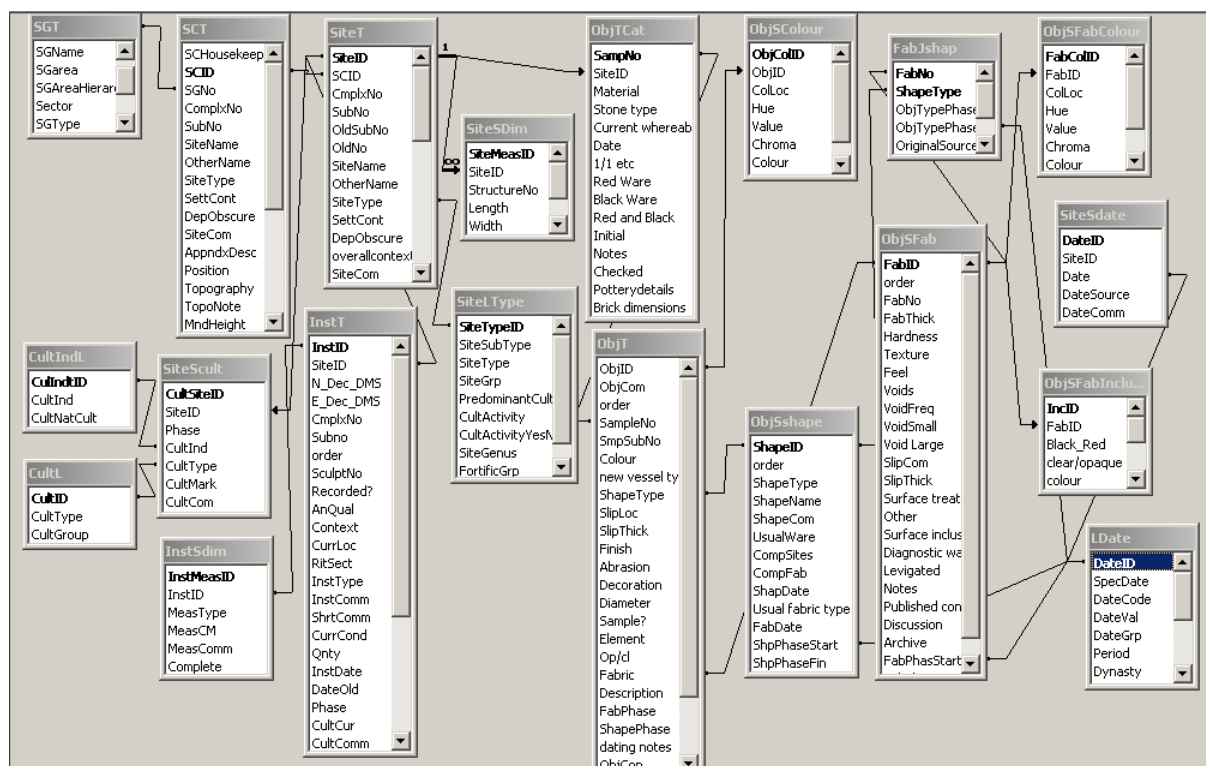 SGT
SGName
SGarea
SGAreaHierarc
Sector
SGType
SCT
SCHousekeep
SCID
SGNo
ComplxNo
SubNo
SiteName
OtherName
SiteType
SettCont
DepObscure
SiteCom
AppndxDesc
Position
Topography
TopoNote
MndHeight
SiteT
SiteID
SCID
CmplxNo
SubNo
OldSubNo
OldNo
SiteName
OtherName
SiteType
SettCont
DepObscure
overallcontext
SiteCom
1
∞
SiteSDim
SiteMeasID
SiteID
StructureNo
Length
Width
ObjTCat
SampNo
SiteID
Material
Stone type
Current whereab
Date
1/1 etc
Red Ware
Black Ware
Red and Black
Initial
Notes
Checked
Potterydetails
Brick dimensions
ObjSColour
ObjColID
ObjID
ColLoc
Hue
Value
Chroma
Colour
FabJshap
FabNo
ShapeType
ObjTypePhase
ObjTypePhase
OriginalSource
ObjSFabColour
FabColID
FabID
ColLoc
Hue
Value
Chroma
Colour
SiteSdate
DateID
SiteID
Date
DateSource
DateComm
CultIndL
CulIndtID
CultInd
CultNatCult
CultL
CultID
CultType
CultGroup
SiteScult
CultSiteID
SiteID
Phase
CultInd
CultType
CultMark
CultCom
InstSdim
InstMeasID
InstID
MeasType
MeasCM
MeasComm
Complete
InstT
InstID
SiteID
N_Dec_DMS
E_Dec_DMS
CmplxNo
Subno
order
SculptNo
Recorded?
AnQual
Context
CurrLoc
RitSect
InstType
InstComm
ShrtComm
CurrCond
Qnty
InstDate
DateOld
Phase
CultCur
CultComm
SiteLType
SiteTypeID
SiteSubType
SiteType
SiteGrp
PredominantCult
CultActivity
CultActivityYesN
SiteGenus
FortificGrp
ObjT
ObjID
ObjCom
order
SampleNo
SmpSubNo
Colour
new vessel ty
ShapeType
SlipLoc
SlipThick
Finish
Abrasion
Decoration
Diameter
Sample?
Element
Op/cl
Fabric
Description
FabPhase
ShapePhase
dating notes
ObjCon
ObjSshape
ShapeID
order
ShapeType
ShapeName
ShapeCom
UsualWare
CompSites
CompFab
ShapDate
Usual fabric type
FabDate
ShpPhaseStart
ShpPhaseFin
ObjSFab
FabID
order
FabNo
FabThick
Hardness
Texture
Feel
Voids
VoidFreq
VoidSmall
Void Large
SlipCom
SlipThick
Surface treat
Other
Surface inclus
Diagnostic wa
Levigated
Notes
Published con
Discussion
Archive
FabPhasStart
ObjSFabInclu...
IncID
FabID
Black_Red
clear/opaque
colour
LDate
DateID
SpecDate
DateCode
DateVal
DateGrp
Period
Dynasty